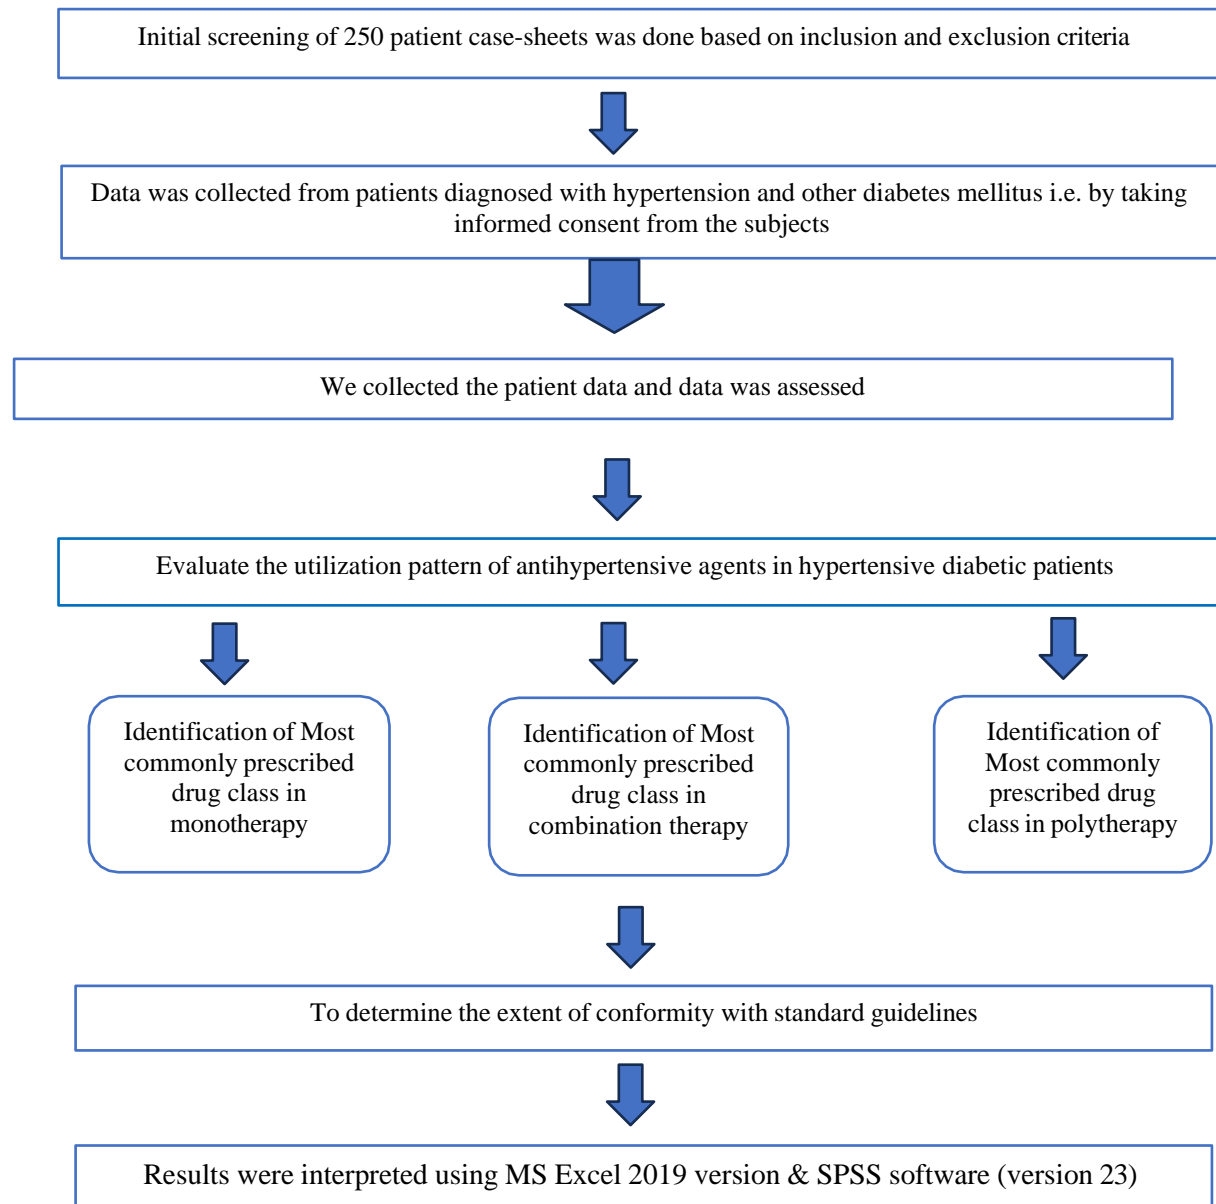 Initial screening of 250 patient case-sheets was done based on inclusion and exclusion criteria
Data was collected from patients diagnosed with hypertension and other diabetes mellitus i.e. by taking
informed consent from the subjects
We collected the patient data and data was assessed
Evaluate the utilization pattern of antihypertensive agents in hypertensive diabetic patients
Identification of Most
commonly prescribed
drug class in
monotherapy
Identification of Most
commonly prescribed
drug class in
combination therapy
Identification of
Most commonly
prescribed drug
class in polytherapy
To determine the extent of conformity with standard guidelines
Results were interpreted using MS Excel 2019 version & SPSS software (version 23)